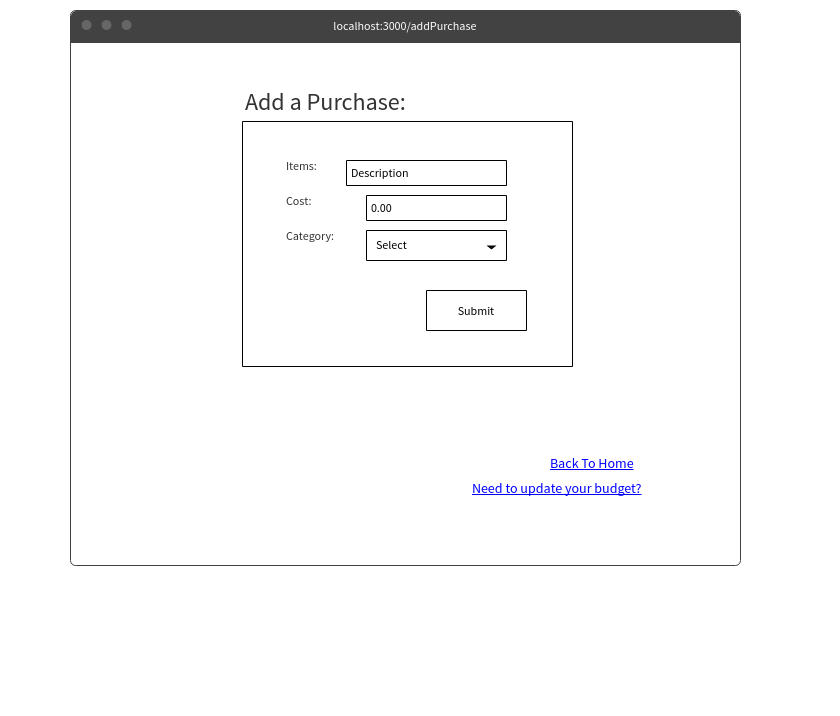 localhost:3000/addPurchase
Add a Purchase:
Items: Description
Cost: 0.00
Category: Select
Submit
Back To Home
Need to update your budget?